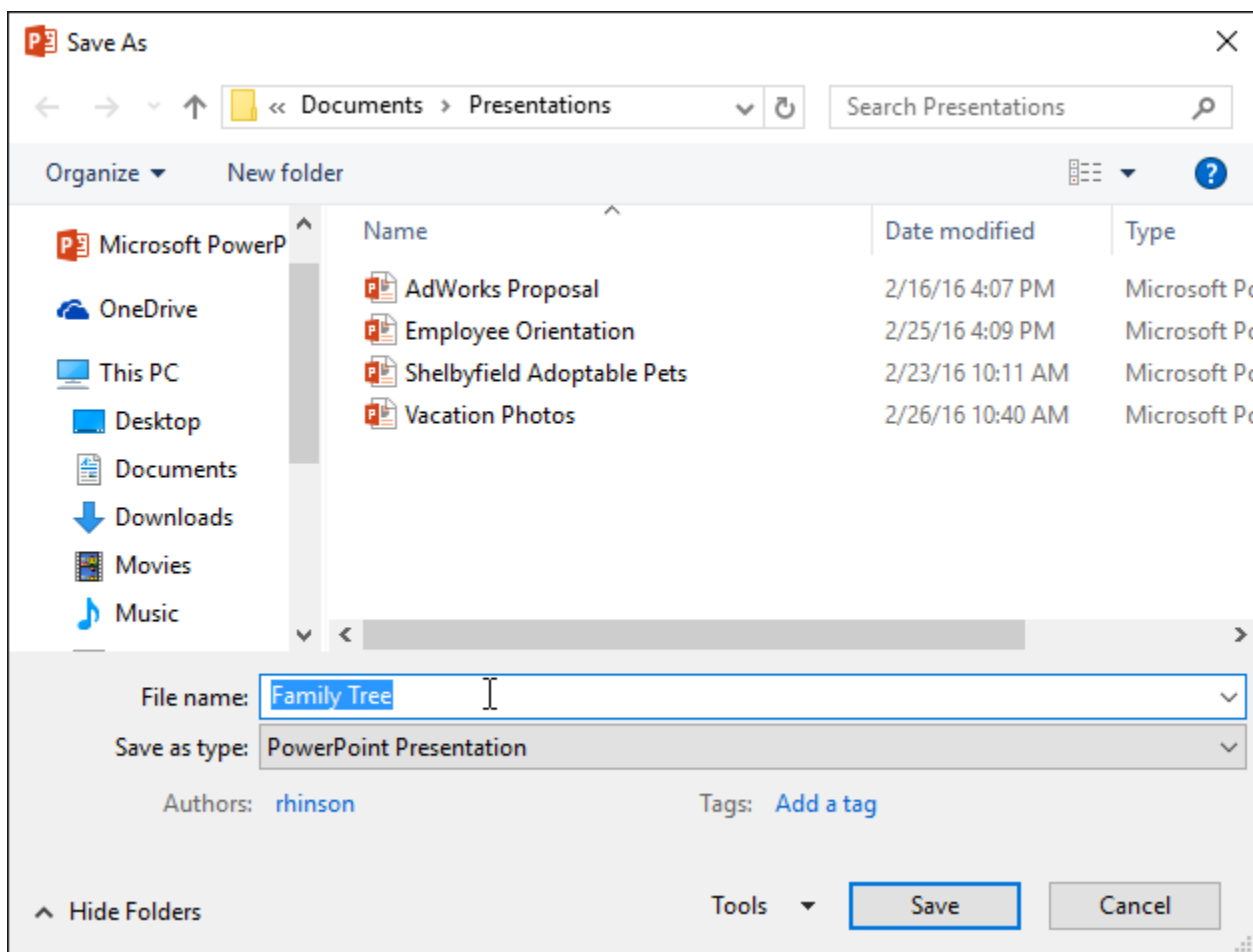 Save As
« Documents > Presentations
Search Presentations
Organize
New folder
?
Microsoft PowerP
OneDrive
This PC
Desktop
Documents
Downloads
Movies
Music
Name Date modified Type
AdWorks Proposal 2/16/16 4:07 PM Microsoft Po
Employee Orientation 2/25/16 4:09 PM Microsoft Po
Shelbyfield Adoptable Pets 2/23/16 10:11 AM Microsoft Po
Vacation Photos 2/26/16 10:40 AM Microsoft Po
File name: Family Tree
Save as type: PowerPoint Presentation
Authors: rhinson Tags: Add a tag
Hide Folders
Tools Save Cancel